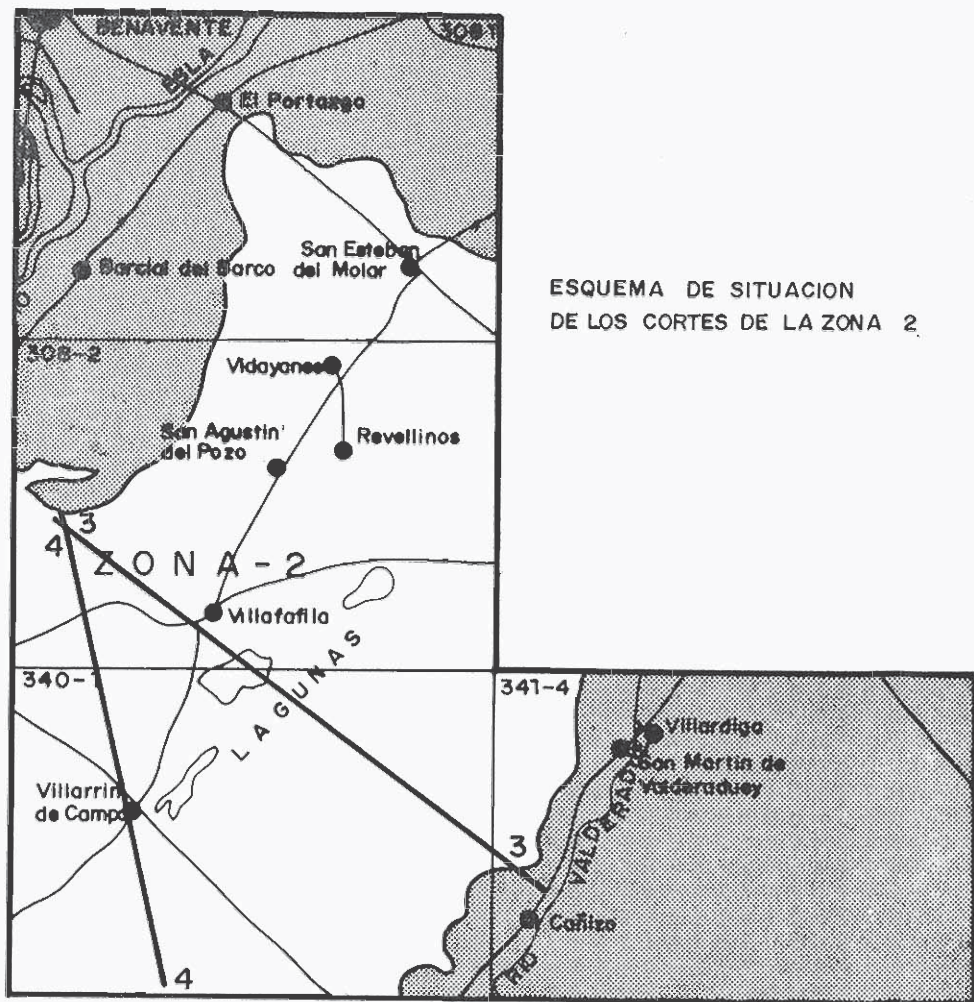 BENAVENTE
ESLA
El Portazgo
San Esteban
del Molar
Barcial del Barco
ESQUEMA DE SITUACION
DE LOS CORTES DE LA ZONA 2
308-2
Vidayanes
San Agustin
del Pozo
Revellinos
3
4
ZONA-2
Villafafila
LAGUNAS
340-1
341-4
Villardiga
San Martin de
Valderaduey
Villarrin
de Campo
3
RIO VALDERADUEY
Cañizo
4